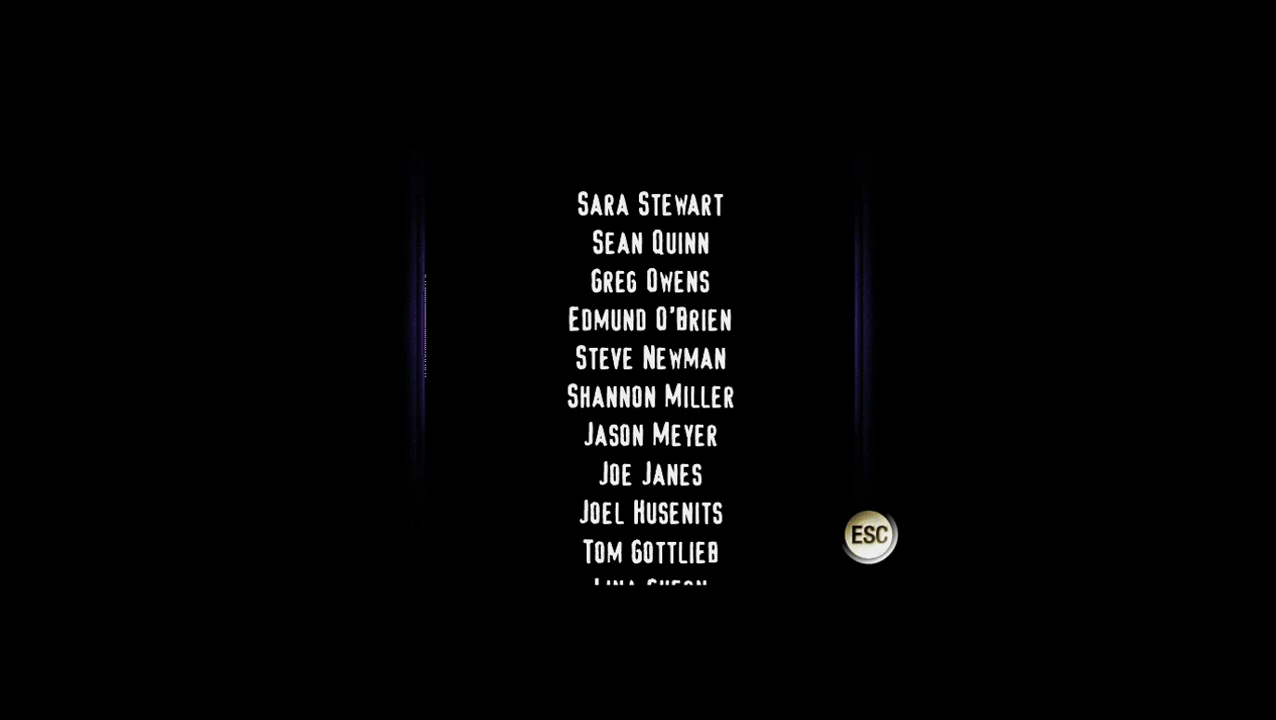 Sara Stewart
Sean Quinn
Greg Owens
Edmund O'Brien
Steve Newman
Shannon Miller
Jason Meyer
Joe Janes
Joel Husenits
Tom Gottlieb
ESC